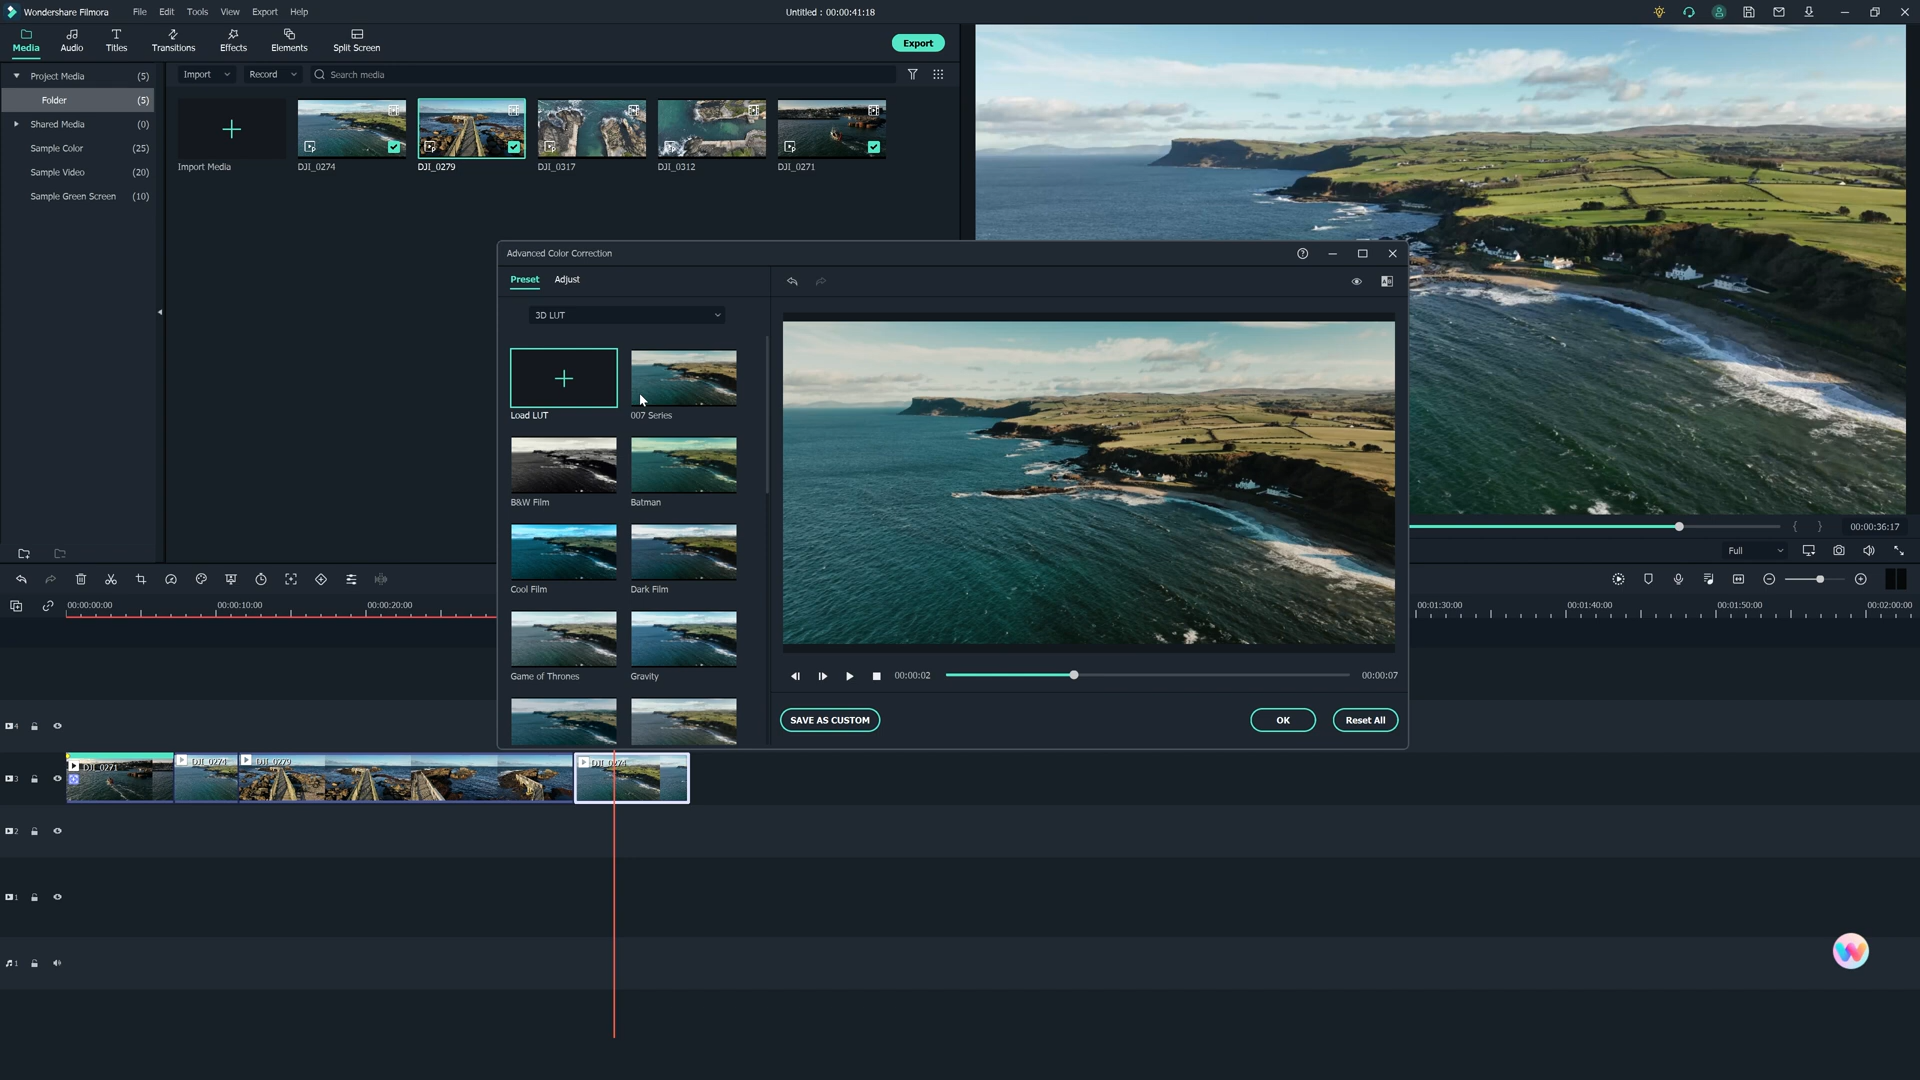 Wondershare Filmora File Edit Tools View Export Help Untitled : 00:00:41:18
Media Audio Titles Transitions Effects Elements Split Screen Export
Project Media (5)
Folder (5)
Shared Media (0)
Sample Color (25)
Sample Video (20)
Sample Green Screen (10)
Import Record Search media
Import Media DJI_0274 DJI_0279 DJI_0317 DJI_0312 DJI_0271
Advanced Color Correction
Preset Adjust
3D LUT
Load LUT 007 Series
B&W Film Batman
Cool Film Dark Film
Game of Thrones Gravity
00:00:02 00:00:07
SAVE AS CUSTOM OK Reset All
00:00:36:17
Full
00:00:00:00 00:00:10:00 00:00:20:00 00:01:30:00 00:01:40:00 00:01:50:00 00:02:00:00
4
3 DJI_0271 DJI_0274 DJI_0279 DJI_0274
2
1
1